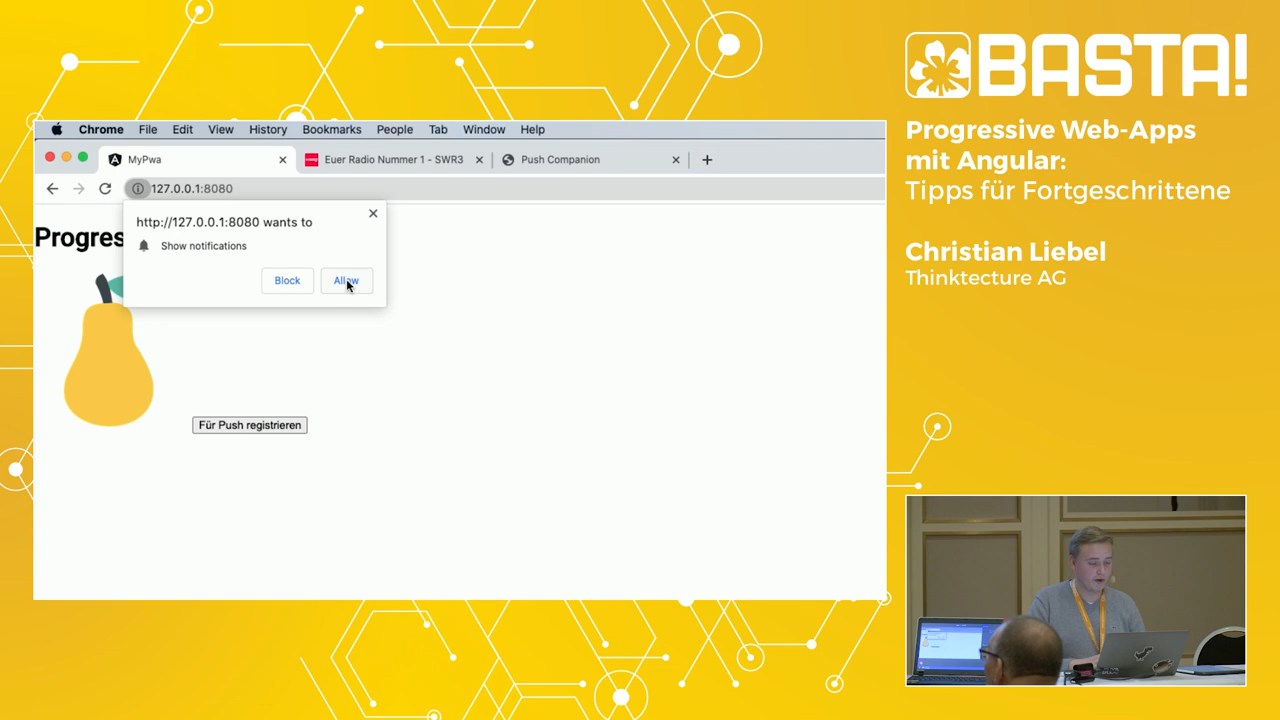 BASTA!
Progressive Web-Apps
mit Angular:
Tipps für Fortgeschrittene
Christian Liebel
Thinktecture AG
Chrome File Edit View History Bookmarks People Tab Window Help
MyPwa
Euer Radio Nummer 1 - SWR3
Push Companion
127.0.0.1:8080
http://127.0.0.1:8080 wants to
Show notifications
Block
Allow
Progres
Für Push registrieren